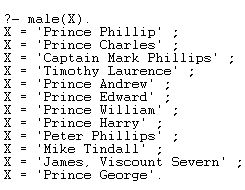 ?- male(X).
X = 'Prince Phillip' ;
X = 'Prince Charles' ;
X = 'Captain Mark Phillips' ;
X = 'Timothy Laurence' ;
X = 'Prince Andrew' ;
X = 'Prince Edward' ;
X = 'Prince William' ;
X = 'Prince Harry' ;
X = 'Peter Phillips' ;
X = 'Mike Tindall' ;
X = 'James, Viscount Severn' ;
X = 'Prince George'.